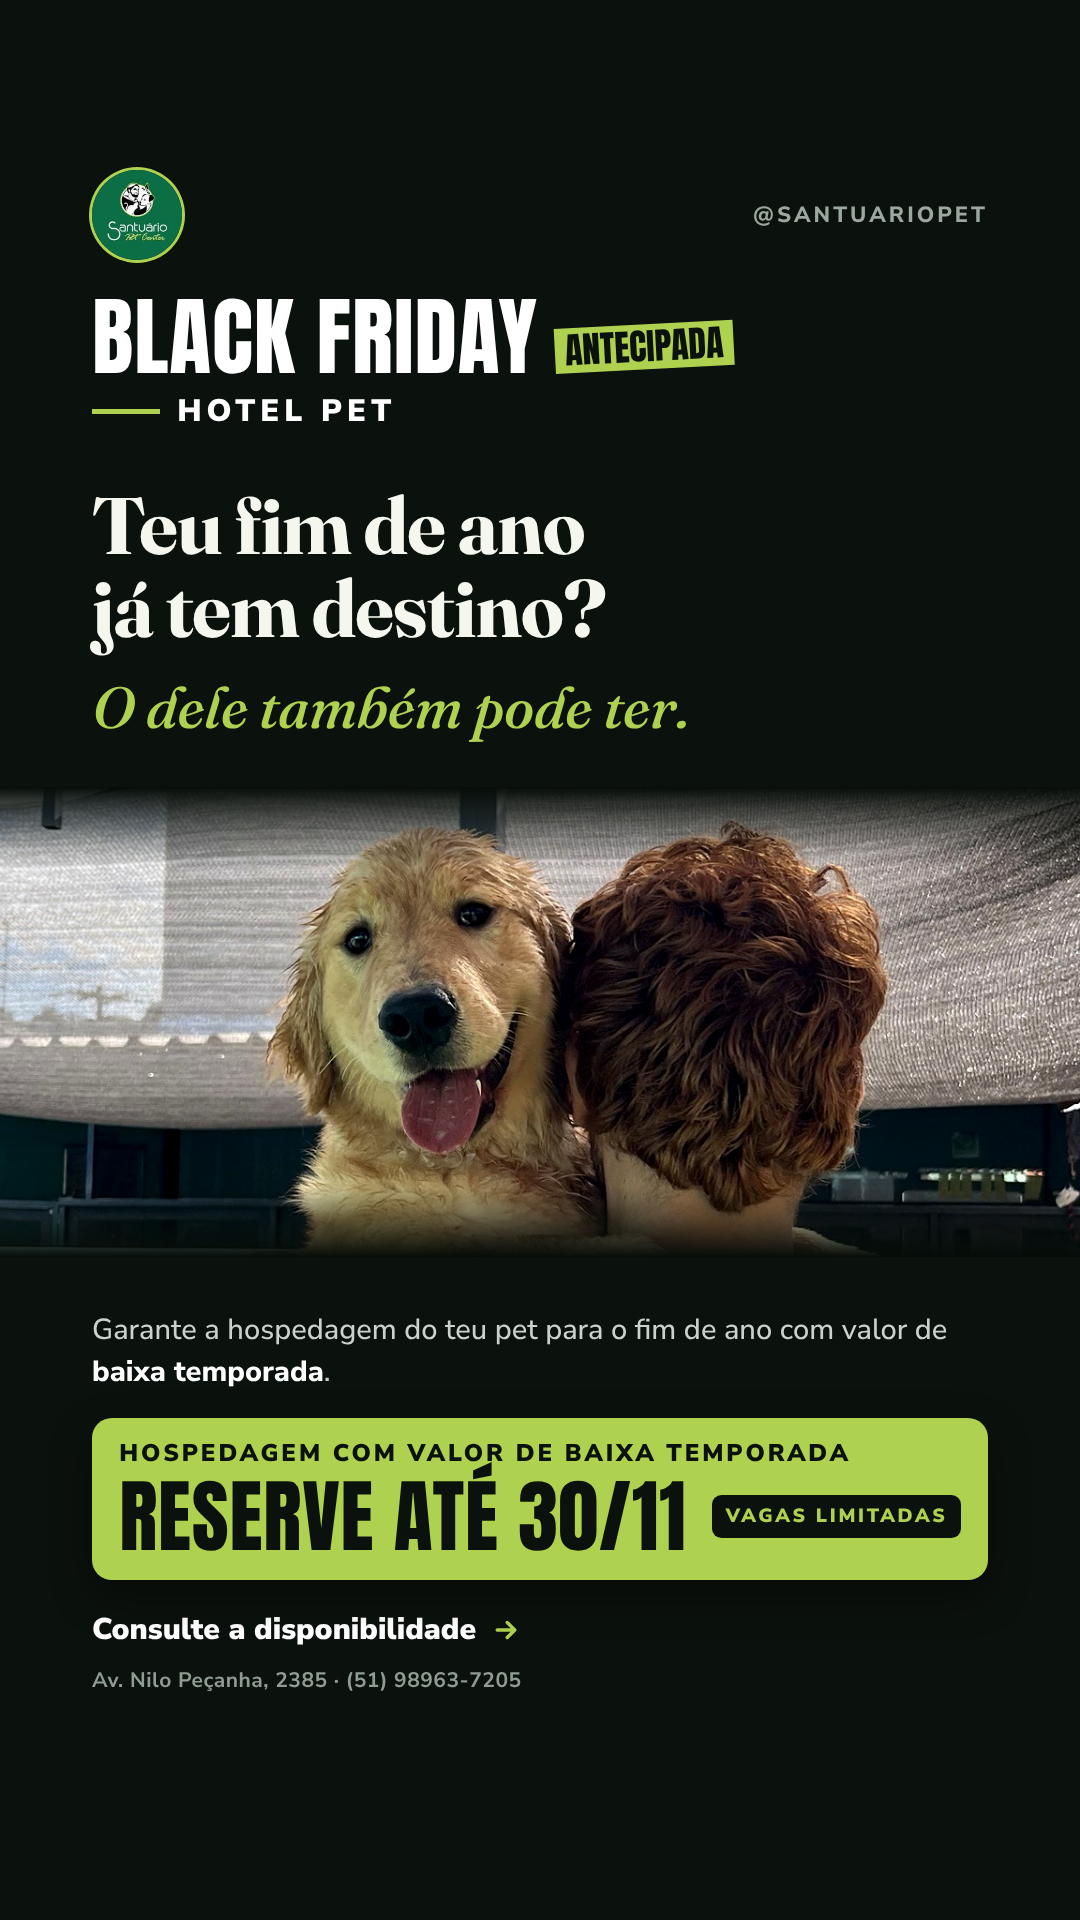 Santuário
Pet Center
@SANTUARIOPET
BLACK FRIDAY ANTECIPADA
HOTEL PET
Teu fim de ano
já tem destino?
O dele também pode ter.
Garante a hospedagem do teu pet para o fim de ano com valor de
baixa temporada.
HOSPEDAGEM COM VALOR DE BAIXA TEMPORADA
RESERVE ATÉ 30/11 VAGAS LIMITADAS
Consulte a disponibilidade →
Av. Nilo Peçanha, 2385 · (51) 98963-7205